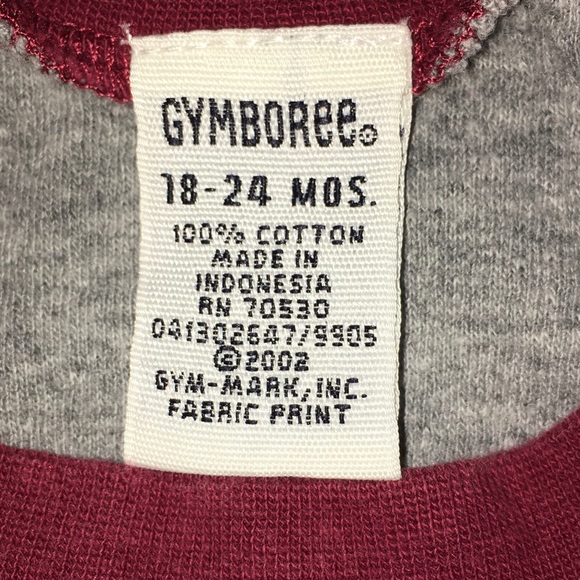 GYMBOREE®
18-24 MOS.
100% COTTON
MADE IN
INDONESIA
RN 70530
041302647/9905
©2002
GYM-MARK, INC.
FABRIC PRINT